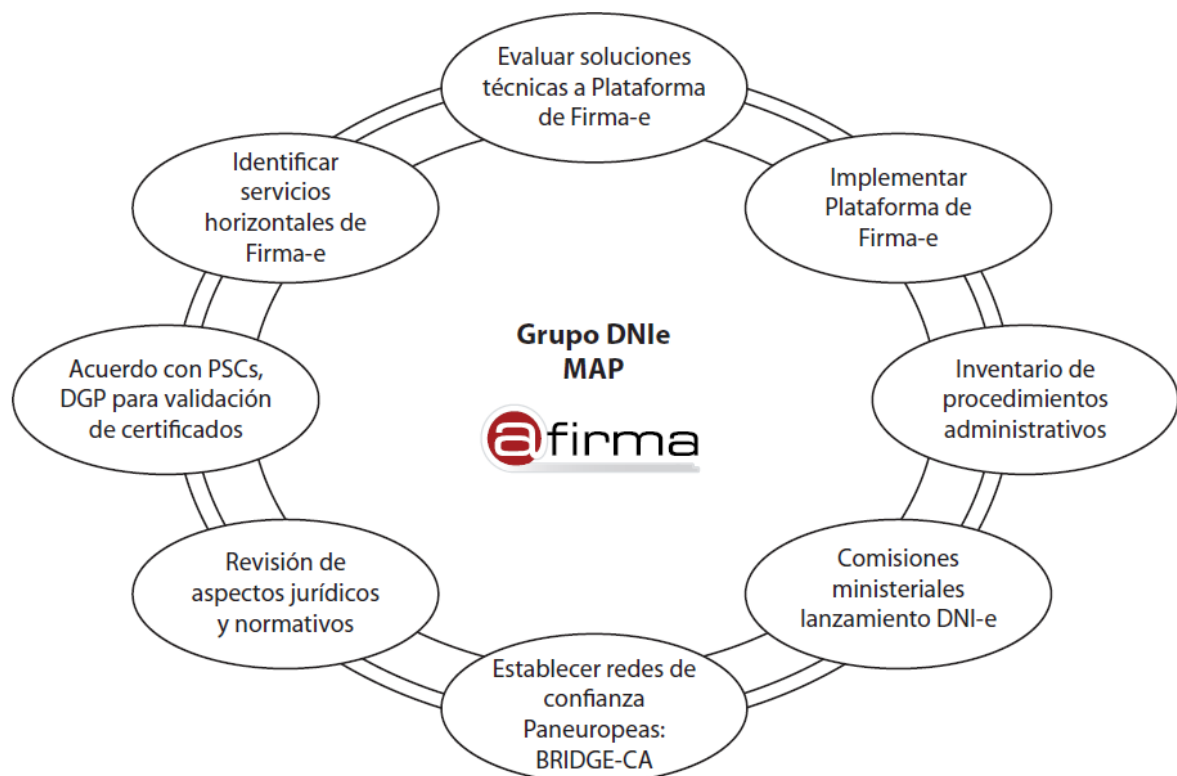 Evaluar soluciones
técnicas a Plataforma
de Firma-e
Implementar
Plataforma de
Firma-e
Inventario de
procedimientos
administrativos
Comisiones
ministeriales
lanzamiento DNI-e
Establecer redes de
confianza
Paneuropeas:
BRIDGE-CA
Revisión de
aspectos jurídicos
y normativos
Acuerdo con PSCs,
DGP para validación
de certificados
Identificar
servicios
horizontales de
Firma-e
Grupo DNIe
MAP
@firma